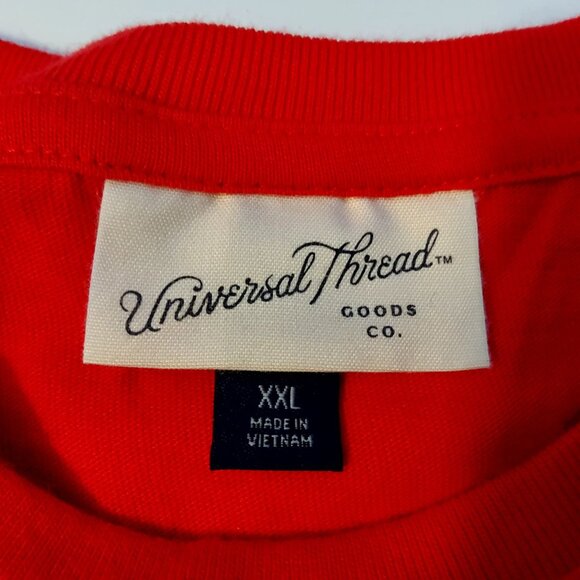 Universal Thread™
GOODS
CO.
XXL
MADE IN
VIETNAM